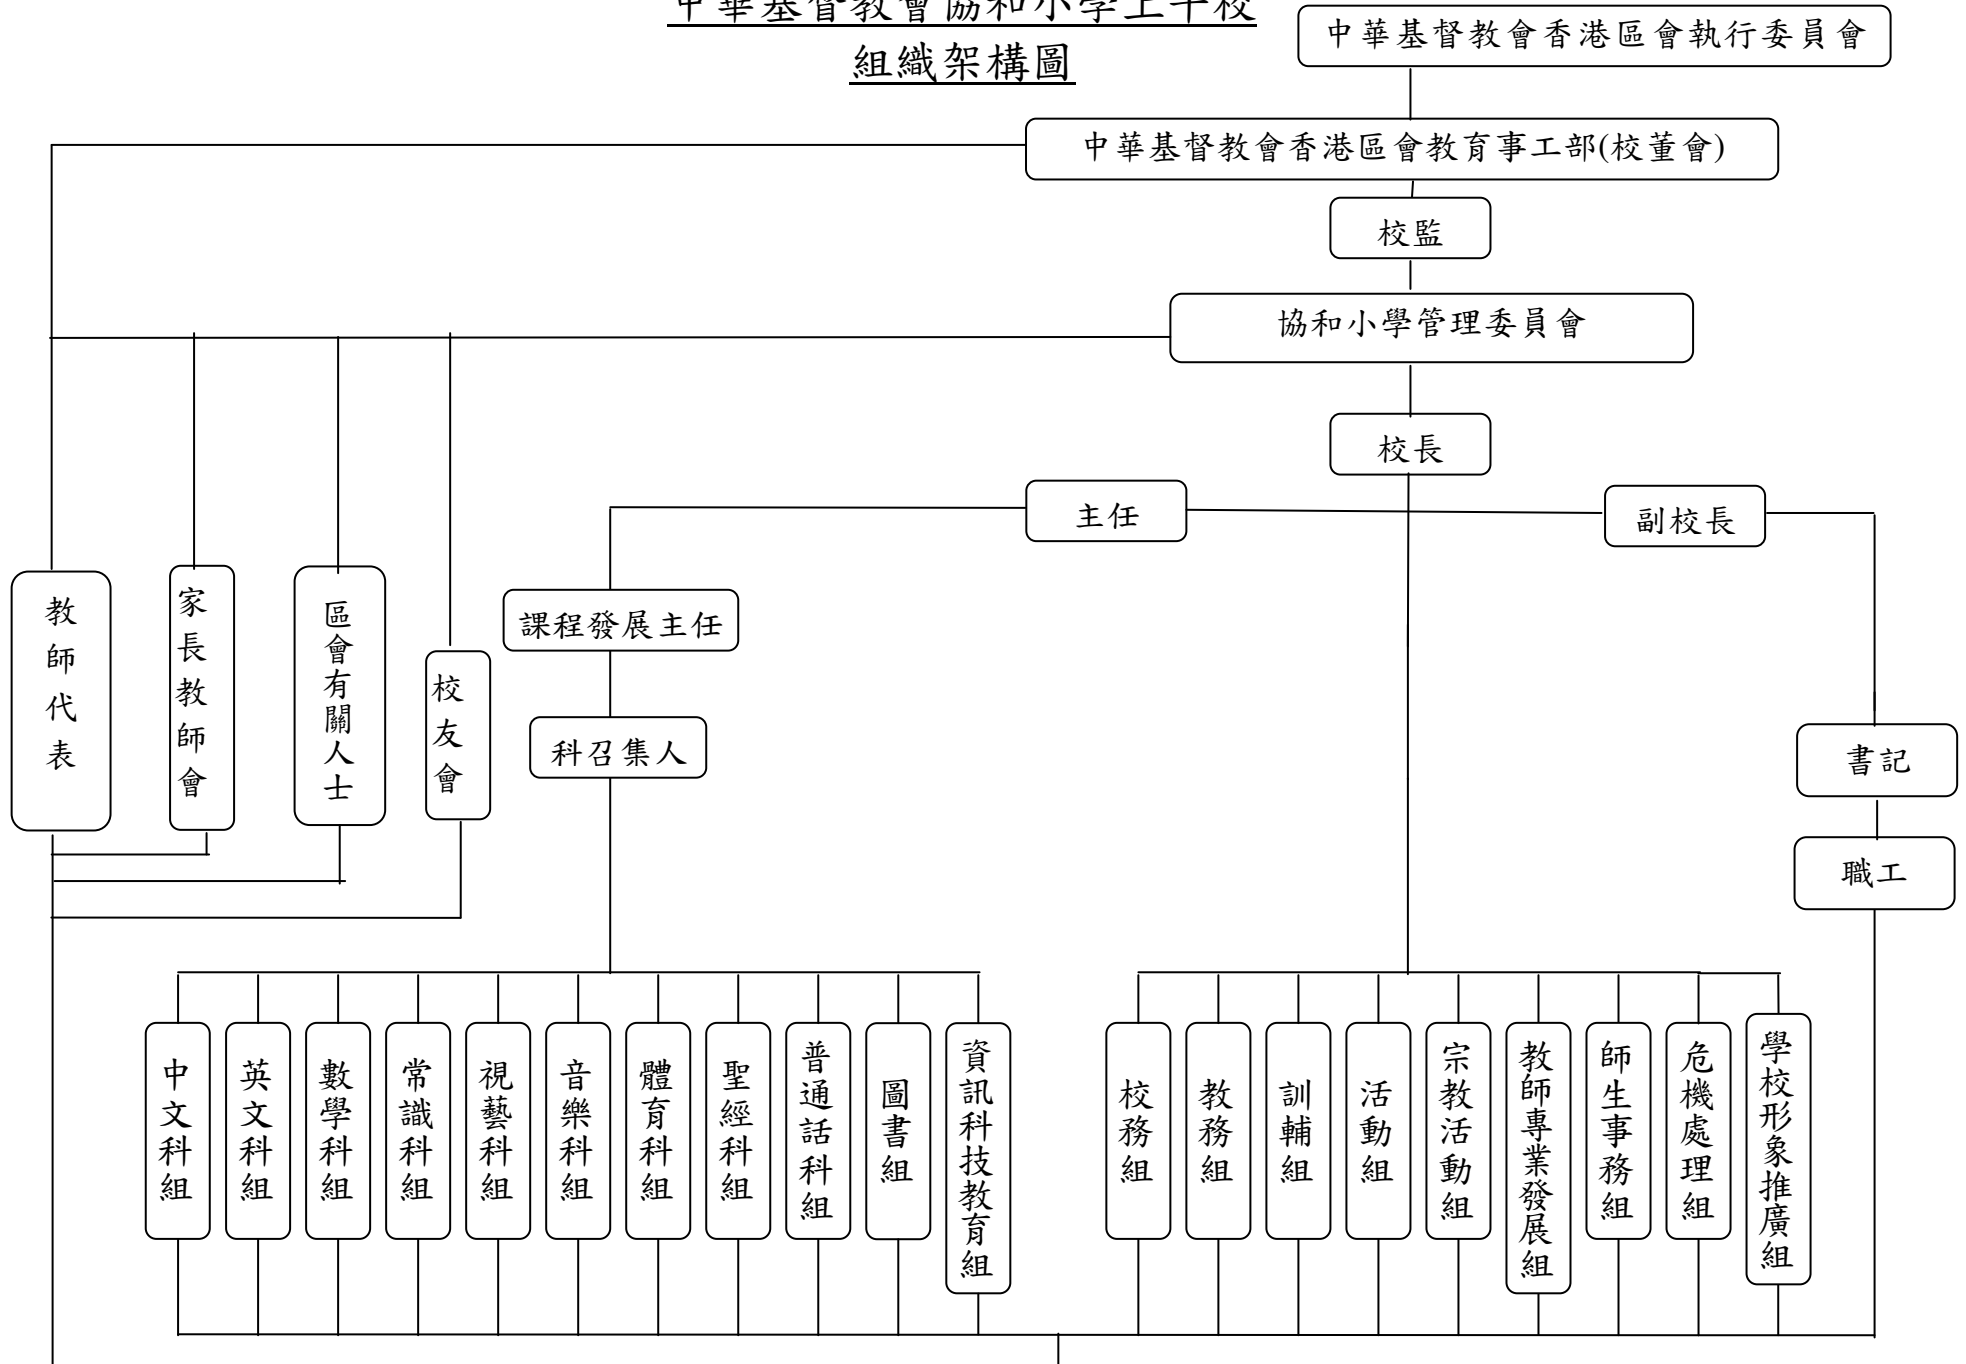 中華基督教會協和小學上午校
組織架構圖
中華基督教會香港區會執行委員會
中華基督教會香港區會教育事工部(校董會)
校監
協和小學管理委員會
校長
主任
副校長
教師代表
家長教師會
區會有關人士
校友會
課程發展主任
科召集人
書記
職工
中文科組
英文科組
數學科組
常識科組
視藝科組
音樂科組
體育科組
聖經科組
普通話科組
圖書組
資訊科技教育組
校務組
教務組
訓輔組
活動組
宗教活動組
教師專業發展組
師生事務組
危機處理組
學校形象推廣組